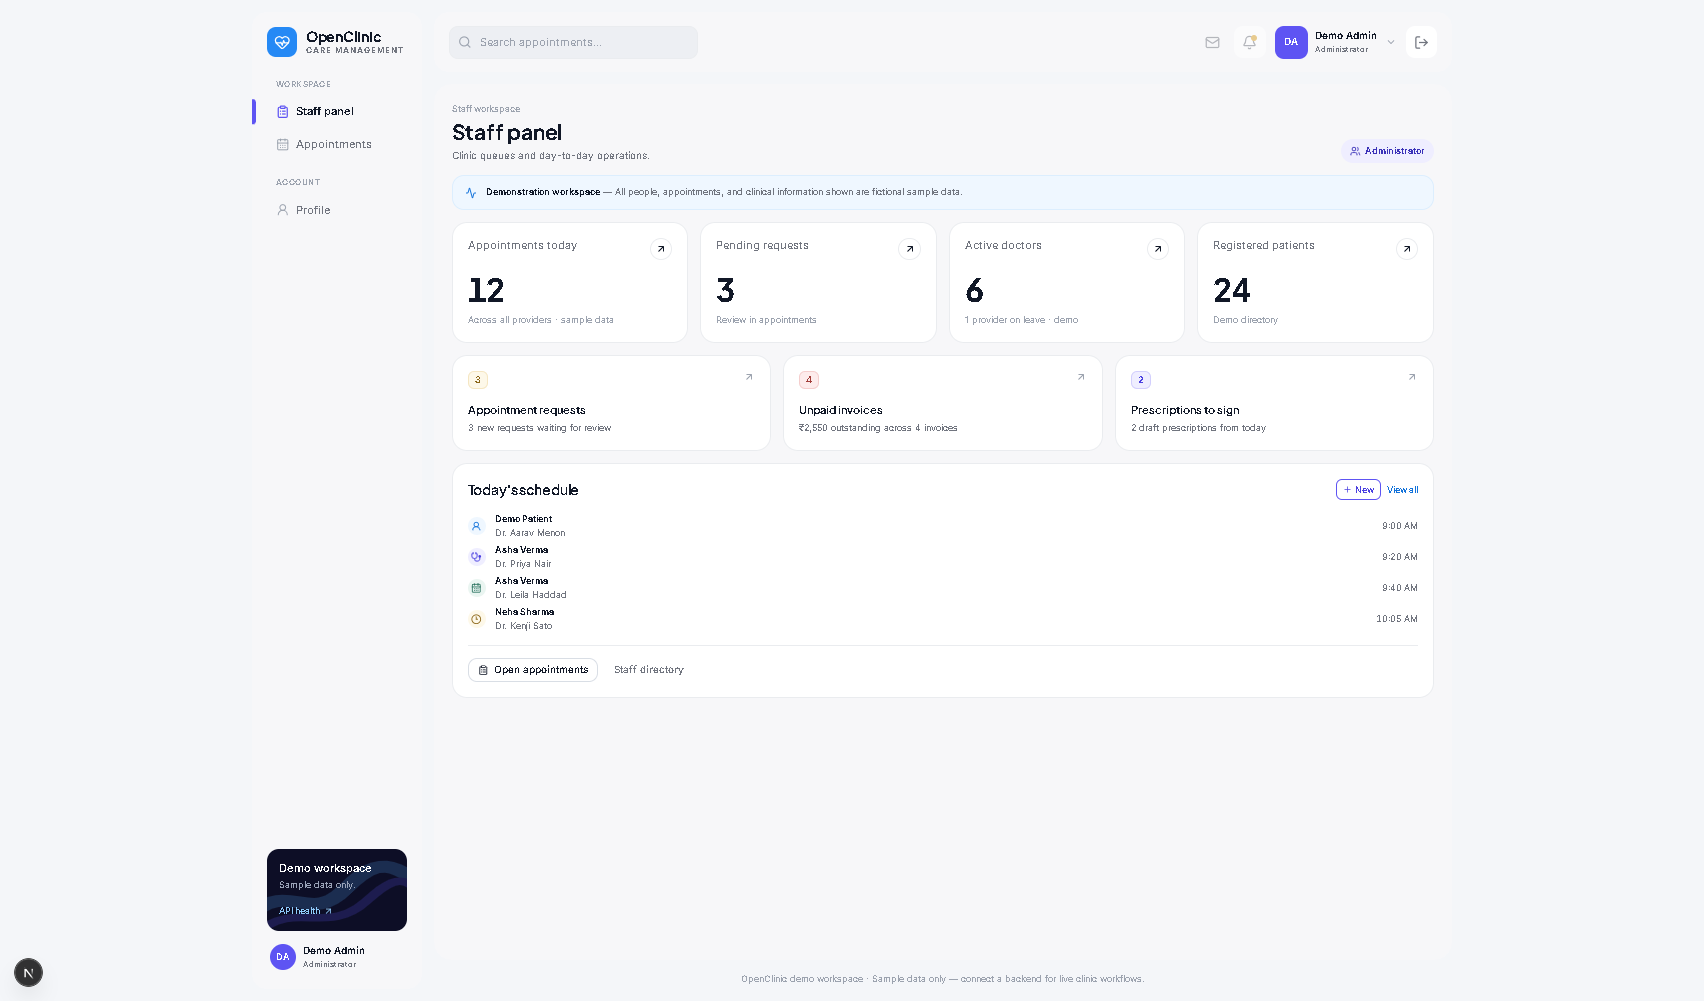 OpenClinic
CARE MANAGEMENT
WORKSPACE
Staff panel
Appointments
ACCOUNT
Profile
Demo workspace
Sample data only.
API health
DA
Demo Admin
Administrator
N
Search appointments...
DA
Demo Admin
Administrator
Staff workspace
Staff panel
Clinic queues and day-to-day operations.
Administrator
Demonstration workspace — All people, appointments, and clinical information shown are fictional sample data.
Appointments today
12
Across all providers · sample data
Pending requests
3
Review in appointments
Active doctors
6
1 provider on leave · demo
Registered patients
24
Demo directory
3
Appointment requests
3 new requests waiting for review
4
Unpaid invoices
₹2,550 outstanding across 4 invoices
2
Prescriptions to sign
2 draft prescriptions from today
Today's schedule
+ New
View all
Demo Patient
Dr. Aarav Menon
9:00 AM
Asha Verma
Dr. Priya Nair
9:20 AM
Asha Verma
Dr. Leila Haddad
9:40 AM
Neha Sharma
Dr. Kenji Sato
10:05 AM
Open appointments
Staff directory
OpenClinic demo workspace · Sample data only — connect a backend for live clinic workflows.